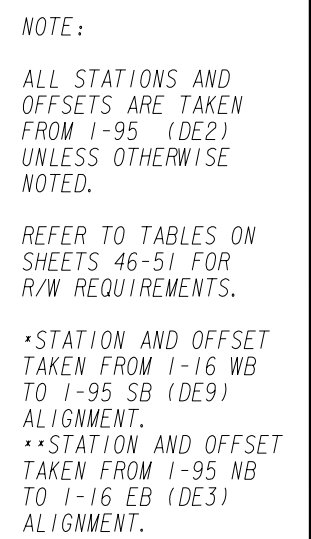 NOTE:
ALL STATIONS AND
OFFSETS ARE TAKEN
FROM I-95 (DE2)
UNLESS OTHERWISE
NOTED.
REFER TO TABLES ON
SHEETS 46-51 FOR
R/W REQUIREMENTS.
*STATION AND OFFSET
TAKEN FROM I-16 WB
TO I-95 SB (DE9)
ALIGNMENT.
**STATION AND OFFSET
TAKEN FROM I-95 NB
TO I-16 EB (DE3)
ALIGNMENT.